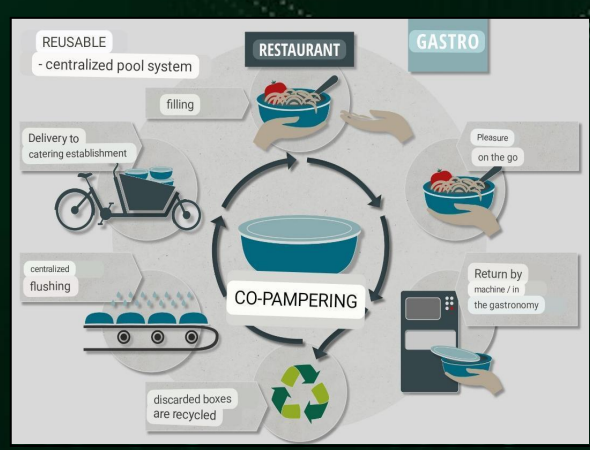 REUSABLE
- centralized pool system
RESTAURANT
GASTRO
filling
Delivery to
catering establishment
Pleasure
on the go
centralized
flushing
CO-PAMPERING
Return by
machine / in
the gastronomy
discarded boxes
are recycled